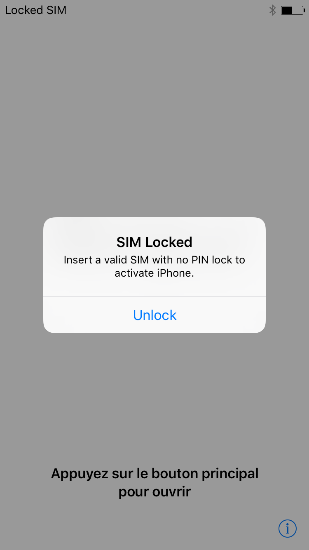 Locked SIM
SIM Locked
Insert a valid SIM with no PIN lock to
activate iPhone.
Unlock
Appuyez sur le bouton principal
pour ouvrir